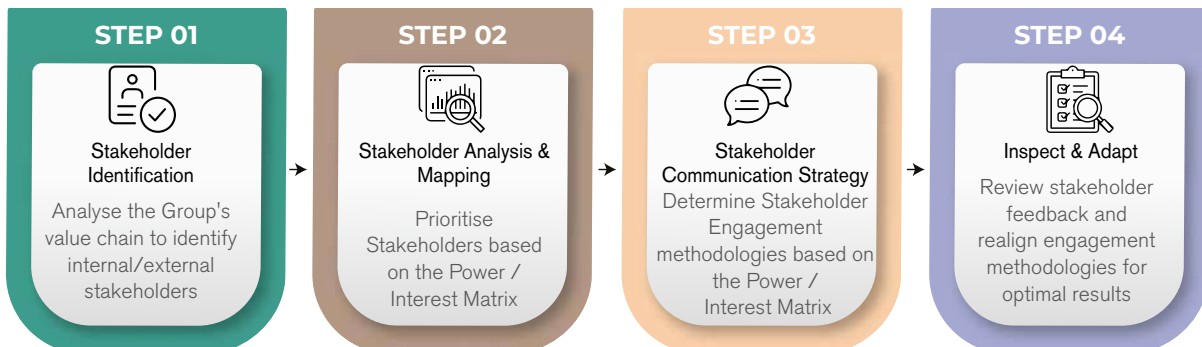 STEP 01
Stakeholder
Identification
Analyse the Group's
value chain to identify
internal/external
stakeholders
STEP 02
Stakeholder Analysis &
Mapping
Prioritise
Stakeholders based
on the Power /
Interest Matrix
STEP 03
Stakeholder
Communication Strategy
Determine Stakeholder
Engagement
methodologies based on
the Power /
Interest Matrix
STEP 04
Inspect & Adapt
Review stakeholder
feedback and
realign engagement
methodologies for
optimal results